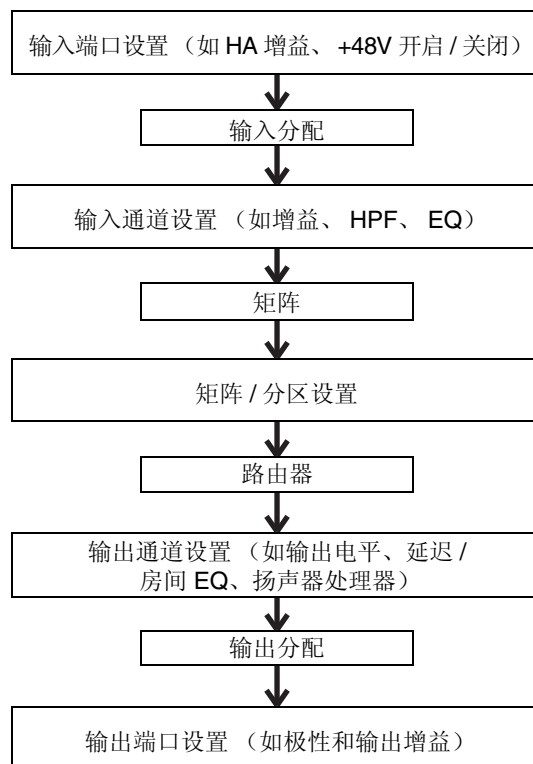 输入端口设置 （如 HA 增益、 +48V 开启 / 关闭）
输入分配
输入通道设置 （如增益、 HPF、 EQ）
矩阵
矩阵 / 分区设置
路由器
输出通道设置 （如输出电平、延迟 /
房间 EQ、扬声器处理器）
输出分配
输出端口设置 （如极性和输出增益）